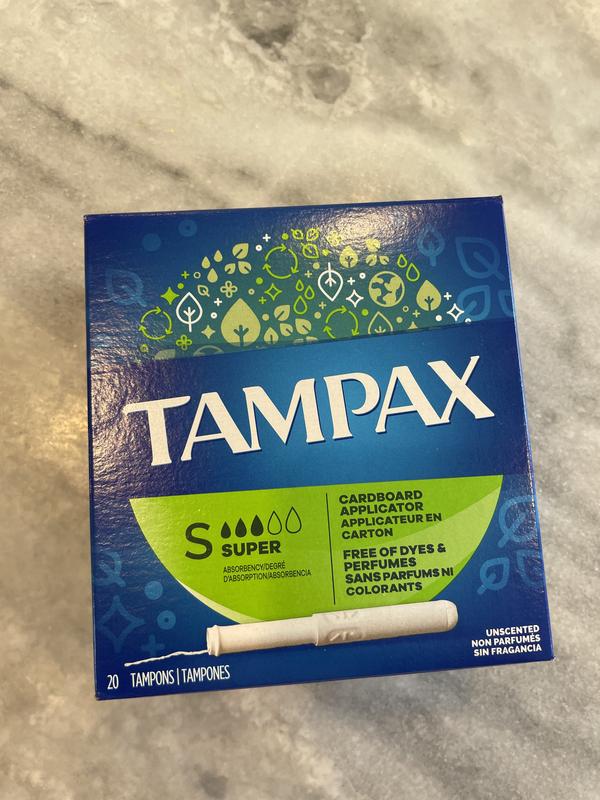 TAMPAX
S SUPER
ABSORBENCY/DEGRÉ
D'ABSORPTION/ABSORBENCIA
CARDBOARD
APPLICATOR
APPLICATEUR EN
CARTON
FREE OF DYES &
PERFUMES
SANS PARFUMS NI
COLORANTS
UNSCENTED
NON PARFUMÉS
SIN FRAGANCIA
20 TAMPONS | TAMPONES